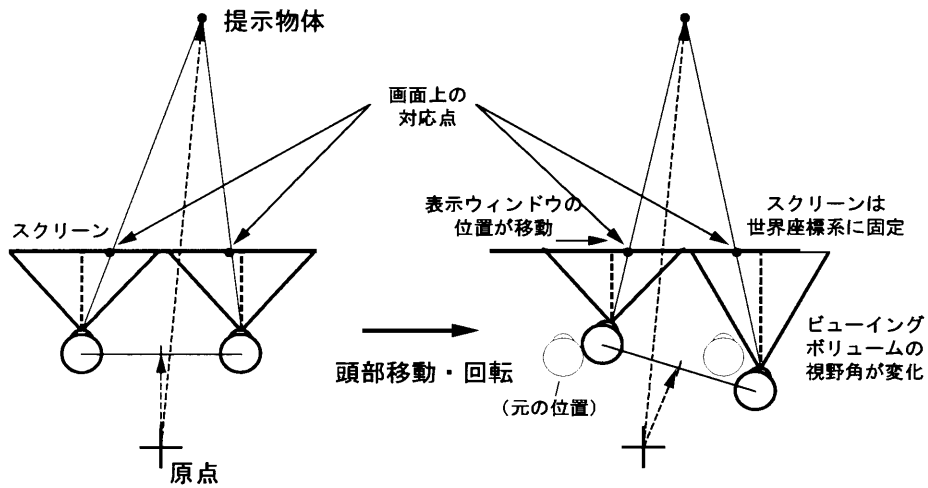 提示物体
画面上の
対応点
スクリーン
表示ウィンドウの
位置が移動
スクリーンは
世界座標系に固定
頭部移動・回転
(元の位置)
ビューイング
ボリュームの
視野角が変化
原点